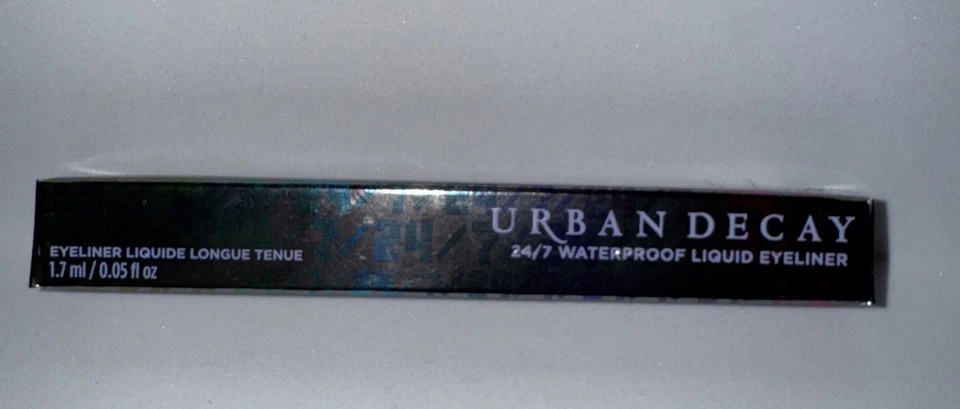 URBAN DECAY
24/7 WATERPROOF LIQUID EYELINER
EYELINER LIQUIDE LONGUE TENUE
1.7 ml / 0.05 fl oz